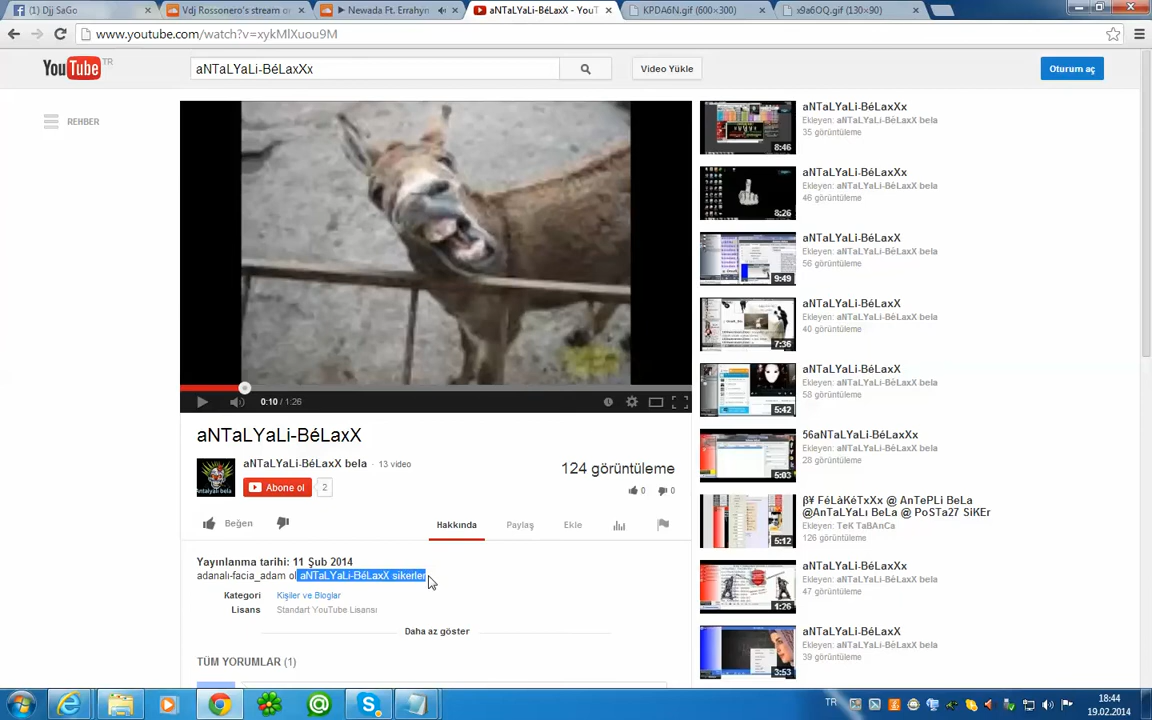 (1) Djj SaGo
Vdj Rossonero's stream on
Newada Ft. Errahyn
aNTaLYaLi-BéLaxX - YouT
KPDA6N.gif (600×300)
x9a6OQ.gif (130×90)
www.youtube.com/watch?v=xykMlXuou9M
YouTube TR
aNTaLYaLi-BéLaxXx
Video Yükle
Oturum aç
REHBER
0:10 / 1:26
aNTaLYaLi-BéLaxX
aNTaLYaLi-BéLaxX bela · 13 video
Antalyalı bela
Abone ol 2
124 görüntüleme
0 0
Beğen
Hakkında Paylaş Ekle
Yayınlanma tarihi: 11 Şub 2014
adanali-facia_adam ol aNTaLYaLi-BéLaxX sikerler
Kategori Kişiler ve Bloglar
Lisans Standart YouTube Lisansı
Daha az göster
TÜM YORUMLAR (1)
aNTaLYaLi-BéLaxXx
Ekleyen: aNTaLYaLi-BéLaxX bela
35 görüntüleme
8:46
aNTaLYaLi-BéLaxXx
Ekleyen: aNTaLYaLi-BéLaxX bela
46 görüntüleme
8:26
aNTaLYaLi-BéLaxX
Ekleyen: aNTaLYaLi-BéLaxX bela
56 görüntüleme
9:49
aNTaLYaLi-BéLaxX
Ekleyen: aNTaLYaLi-BéLaxX bela
40 görüntüleme
7:36
aNTaLYaLi-BéLaxX
Ekleyen: aNTaLYaLi-BéLaxX bela
58 görüntüleme
5:42
56aNTaLYaLi-BéLaxXx
Ekleyen: aNTaLYaLi-BéLaxX bela
28 görüntüleme
5:03
β¥ FéLàKéTxXx @ AnTePLi BeLa
@AnTaLYaLı BeLa @ PoSTa27 SiKEr
Ekleyen: TeK TaBAnCa
126 görüntüleme
5:12
aNTaLYaLi-BéLaxX
Ekleyen: aNTaLYaLi-BéLaxX bela
47 görüntüleme
1:26
aNTaLYaLi-BéLaxX
Ekleyen: aNTaLYaLi-BéLaxX bela
39 görüntüleme
3:53
TR
18:44
19.02.2014